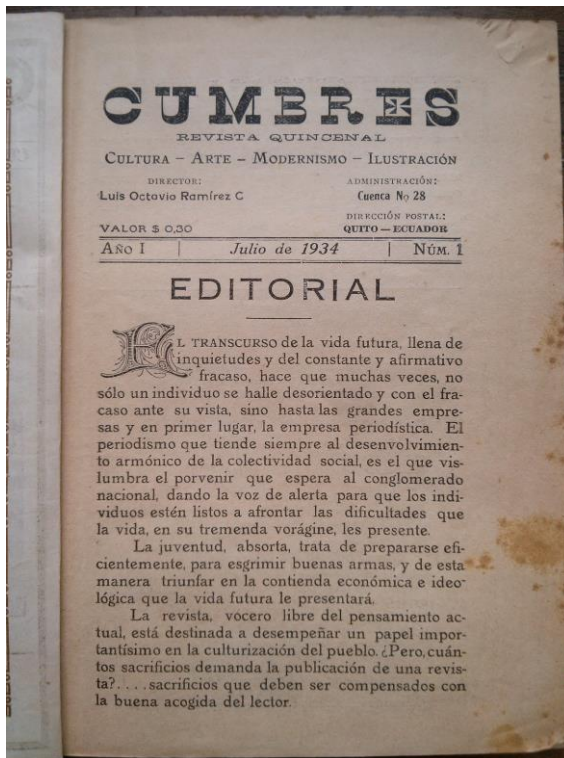 CUMBRES
REVISTA QUINCENAL
CULTURA – ARTE – MODERNISMO – ILUSTRACIÓN
DIRECTOR:
Luis Octavio Ramírez C
ADMINISTRACIÓN:
Cuenca No 28
DIRECCIÓN POSTAL:
VALOR $ 0,30
QUITO — ECUADOR
AÑO I | Julio de 1934 | NÚM. 1
EDITORIAL
EL TRANSCURSO de la vida futura, llena de
inquietudes y del constante y afirmativo
fracaso, hace que muchas veces, no
sólo un individuo se halle desorientado y con el fra-
caso ante su vista, sino hasta las grandes empre-
sas y en primer lugar, la empresa periodística. El
periodismo que tiende siempre al desenvolvimien-
to armónico de la colectividad social, es el que vis-
lumbra el porvenir que espera al conglomerado
nacional, dando la voz de alerta para que los indi-
viduos estén listos a afrontar las dificultades que
la vida, en su tremenda vorágine, les presente.
La juventud, absorta, trata de prepararse efi-
cientemente, para esgrimir buenas armas, y de esta
manera triunfar en la contienda económica e ideo-
lógica que la vida futura le presentará.
La revista, vocero libre del pensamiento ac-
tual, está destinada a desempeñar un papel impor-
tantísimo en la culturización del pueblo. ¿Pero, cuán-
tos sacrificios demanda la publicación de una revis-
ta?.... sacrificios que deben ser compensados con
la buena acogida del lector.